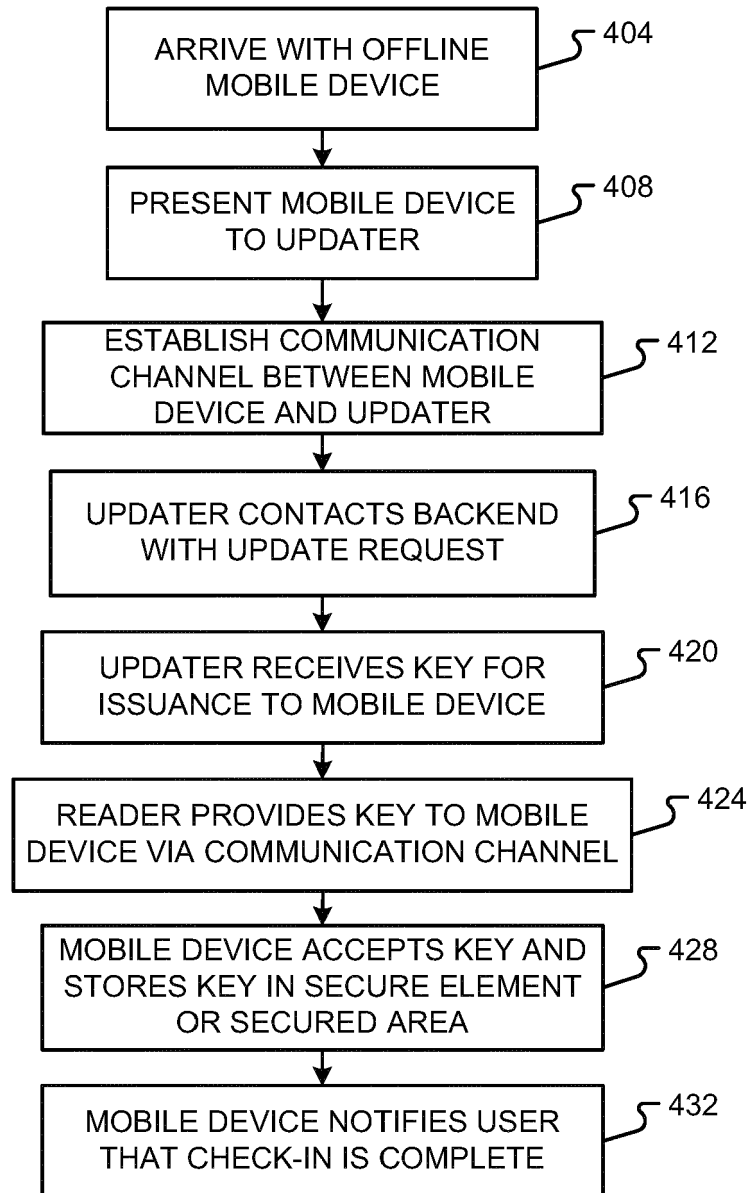 ARRIVE WITH OFFLINE
MOBILE DEVICE
404
PRESENT MOBILE DEVICE
TO UPDATER
408
ESTABLISH COMMUNICATION
CHANNEL BETWEEN MOBILE
DEVICE AND UPDATER
412
UPDATER CONTACTS BACKEND
WITH UPDATE REQUEST
416
UPDATER RECEIVES KEY FOR
ISSUANCE TO MOBILE DEVICE
420
READER PROVIDES KEY TO MOBILE
DEVICE VIA COMMUNICATION CHANNEL
424
MOBILE DEVICE ACCEPTS KEY AND
STORES KEY IN SECURE ELEMENT
OR SECURED AREA
428
MOBILE DEVICE NOTIFIES USER
THAT CHECK-IN IS COMPLETE
432